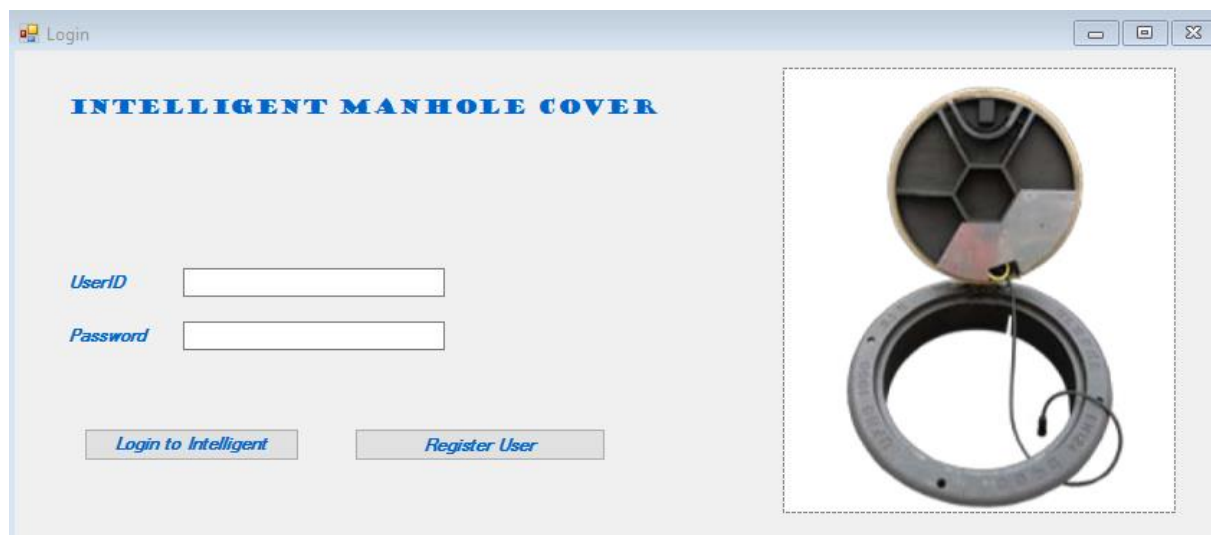 Login
INTELLIGENT MANHOLE COVER
UserID
Password
Login to Intelligent
Register User